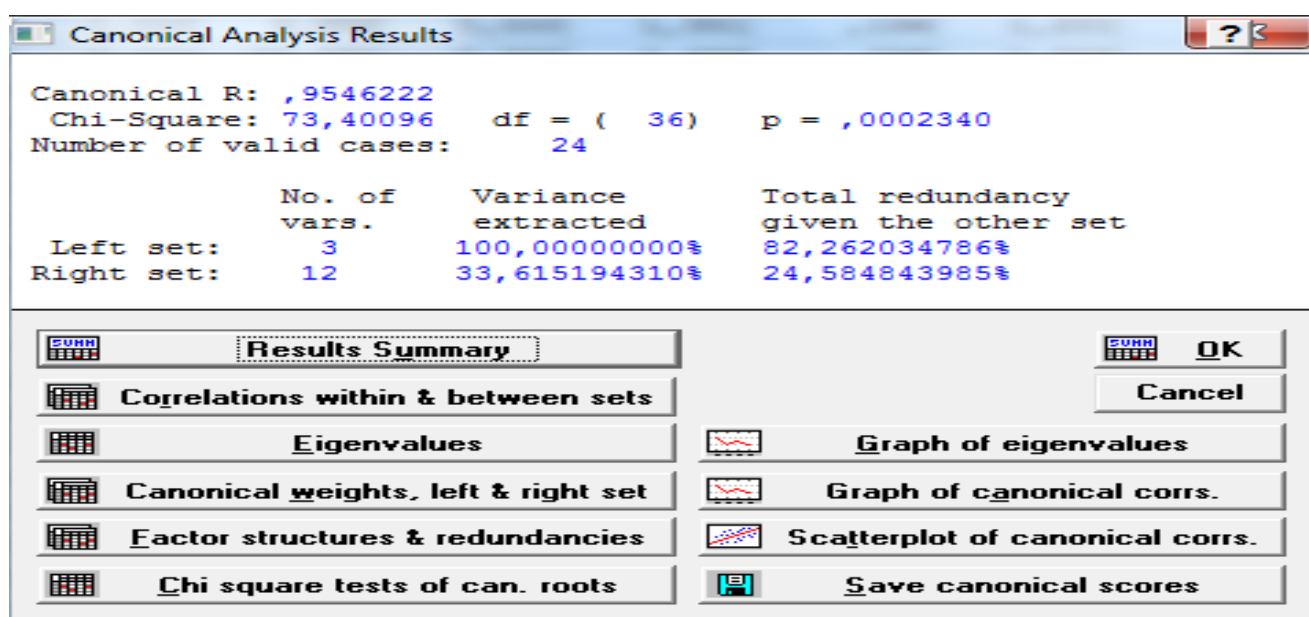 Canonical Analysis Results ?
Canonical R: ,9546222
Chi-Square: 73,40096 df = ( 36) p = ,0002340
Number of valid cases: 24
No. of Variance Total redundancy
vars. extracted given the other set
Left set: 3 100,00000000% 82,262034786%
Right set: 12 33,615194310% 24,584843985%
SUMM Results Summary SUMM OK
Correlations within & between sets Cancel
Eigenvalues Graph of eigenvalues
Canonical weights, left & right set Graph of canonical corrs.
Factor structures & redundancies Scatterplot of canonical corrs.
Chi square tests of can. roots Save canonical scores